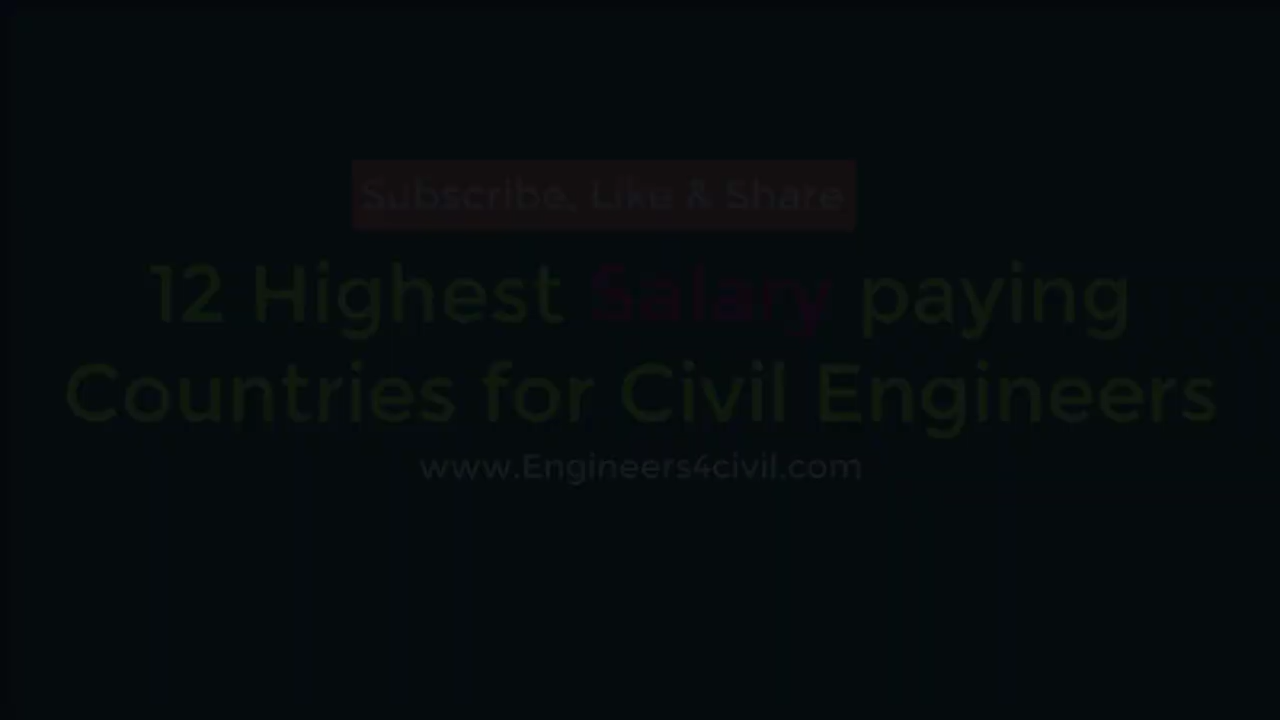 Subscribe, Like & Share
12 Highest Salary paying
Countries for Civil Engineers
www.Engineers4civil.com